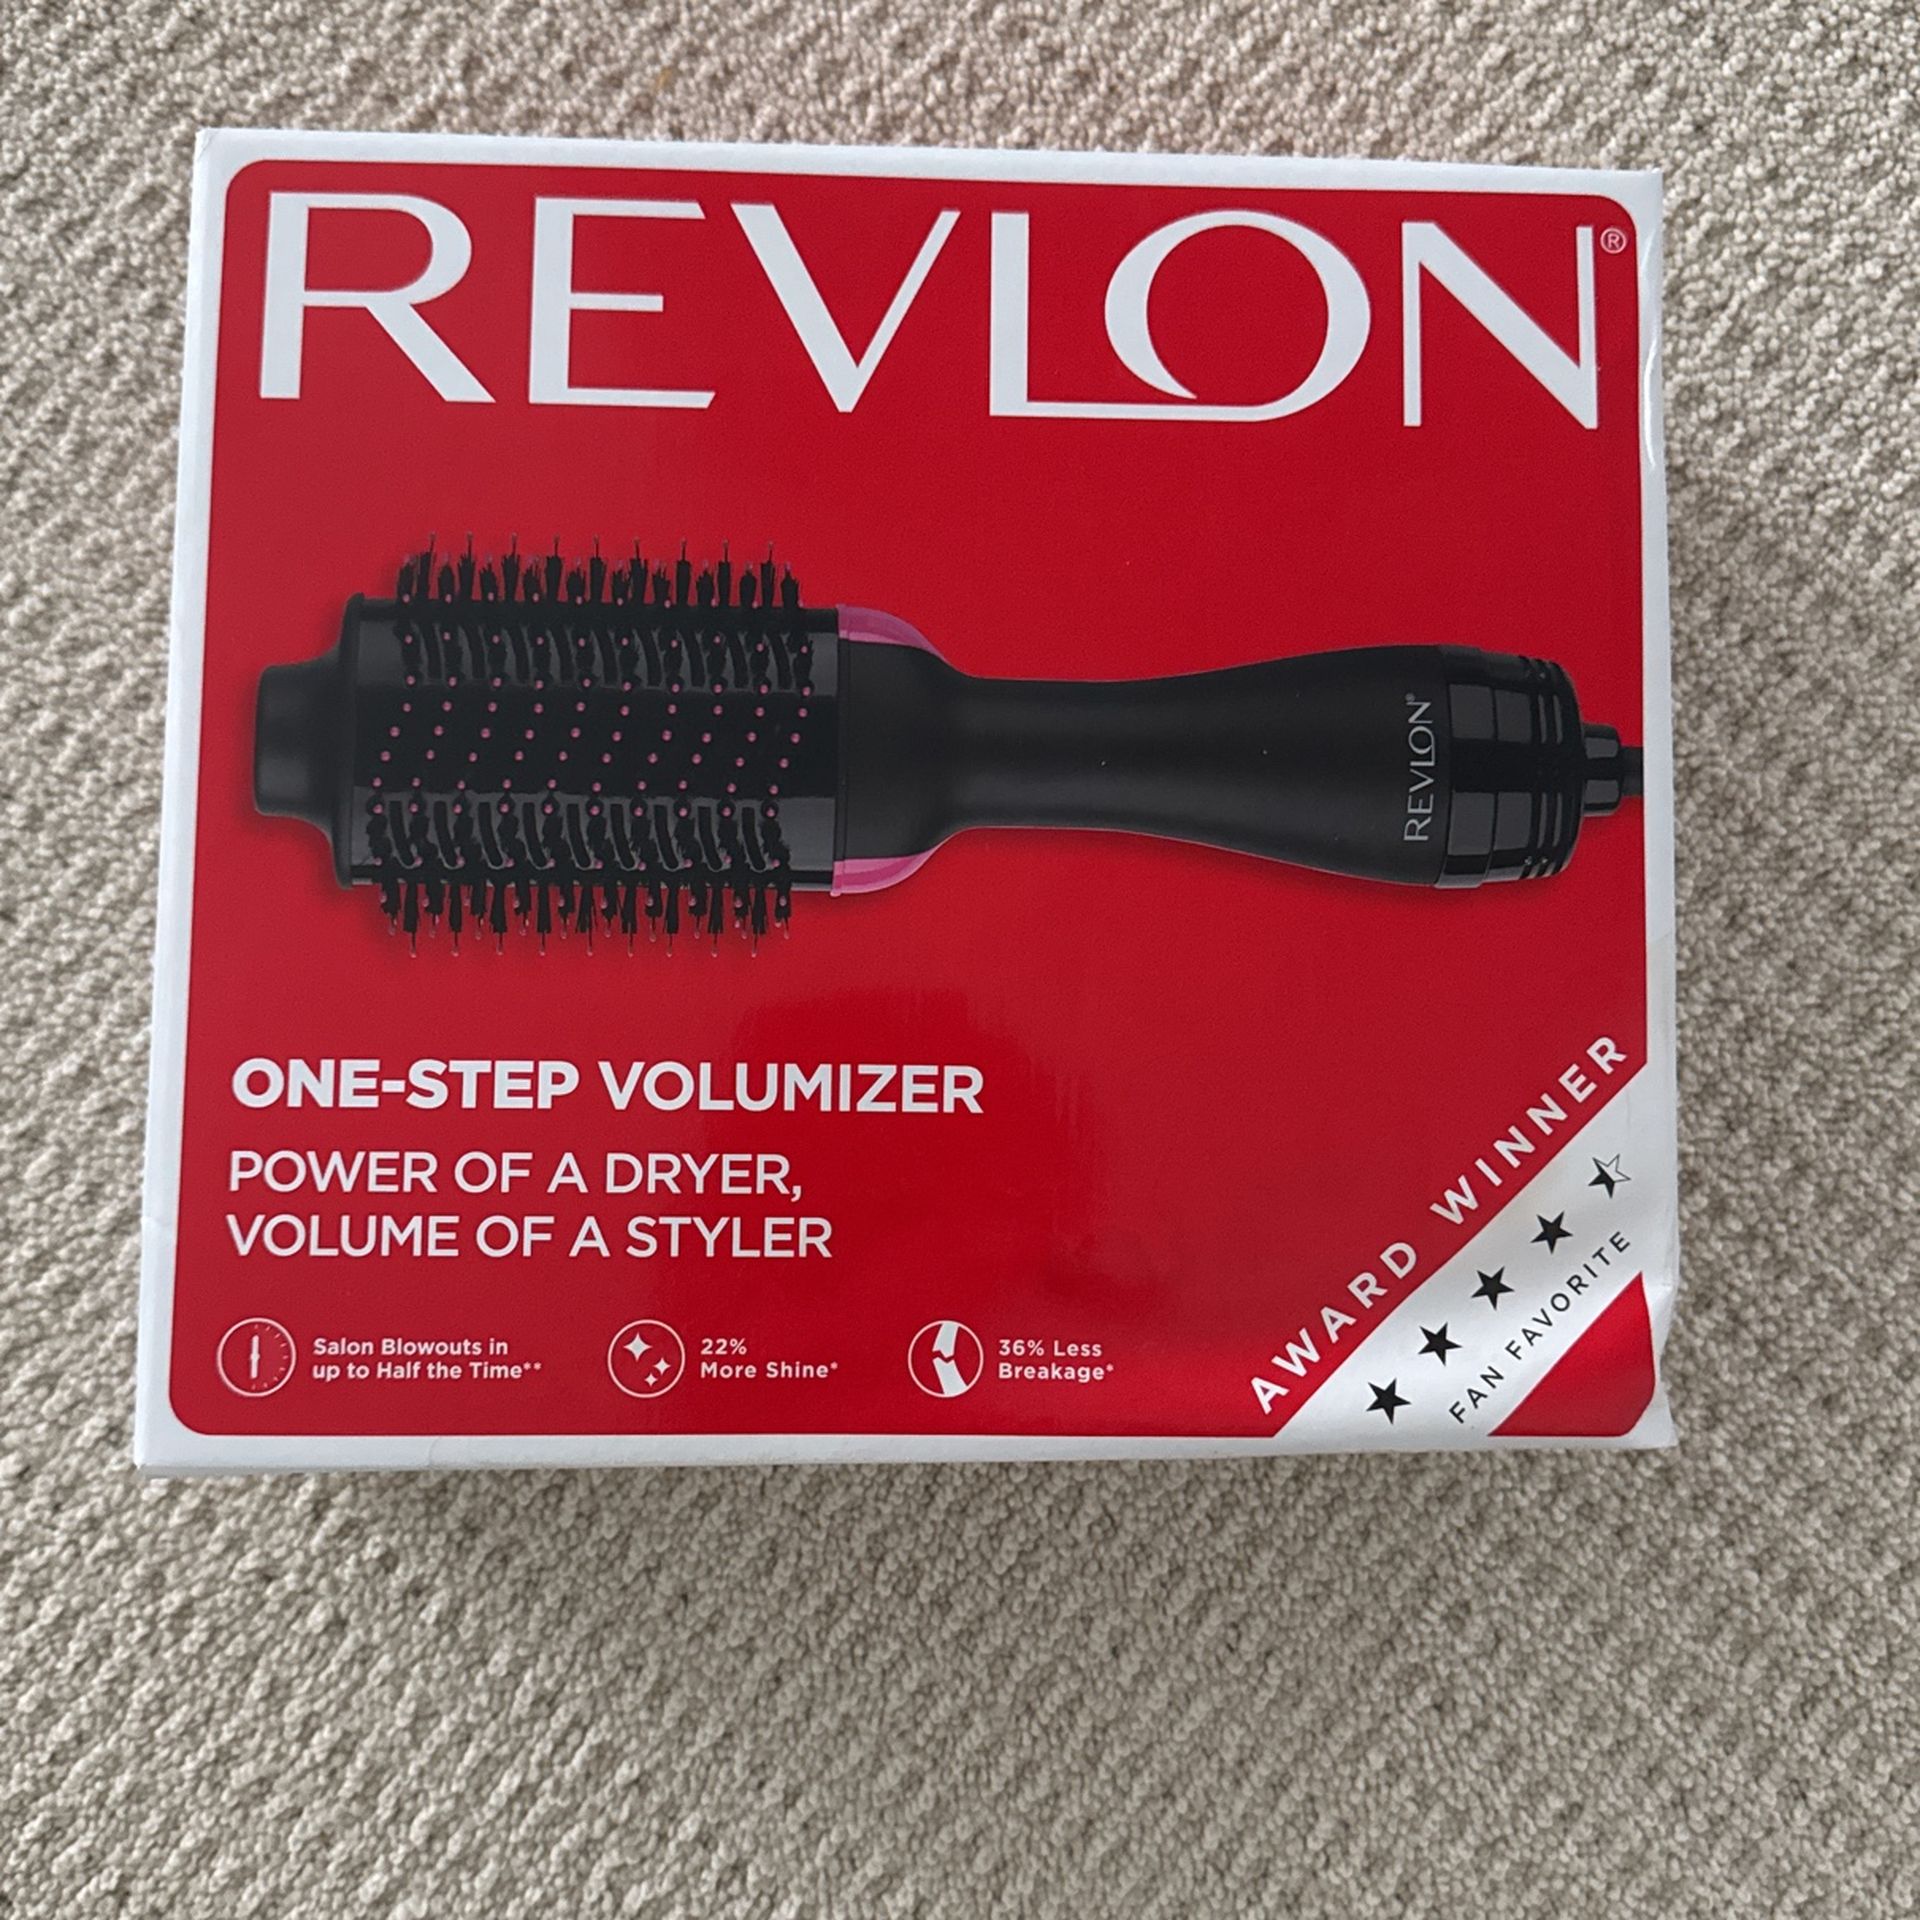 REVLON®
REVLON®
ONE-STEP VOLUMIZER
POWER OF A DRYER,
VOLUME OF A STYLER
Salon Blowouts in
up to Half the Time**
22%
More Shine*
36% Less
Breakage*
AWARD WINNER
FAN FAVORITE